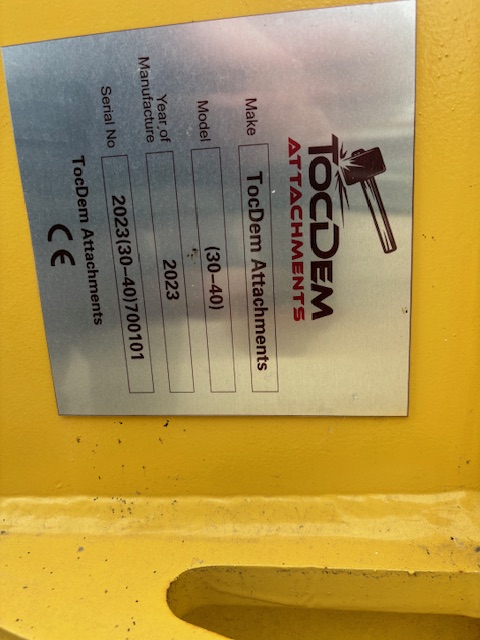 TOCDEM
ATTACHMENTS
Make TocDem Attachments
Model (30-40)
Year of Manufacture 2023
Serial No 2023(30-40)700101
TocDem Attachments
CE